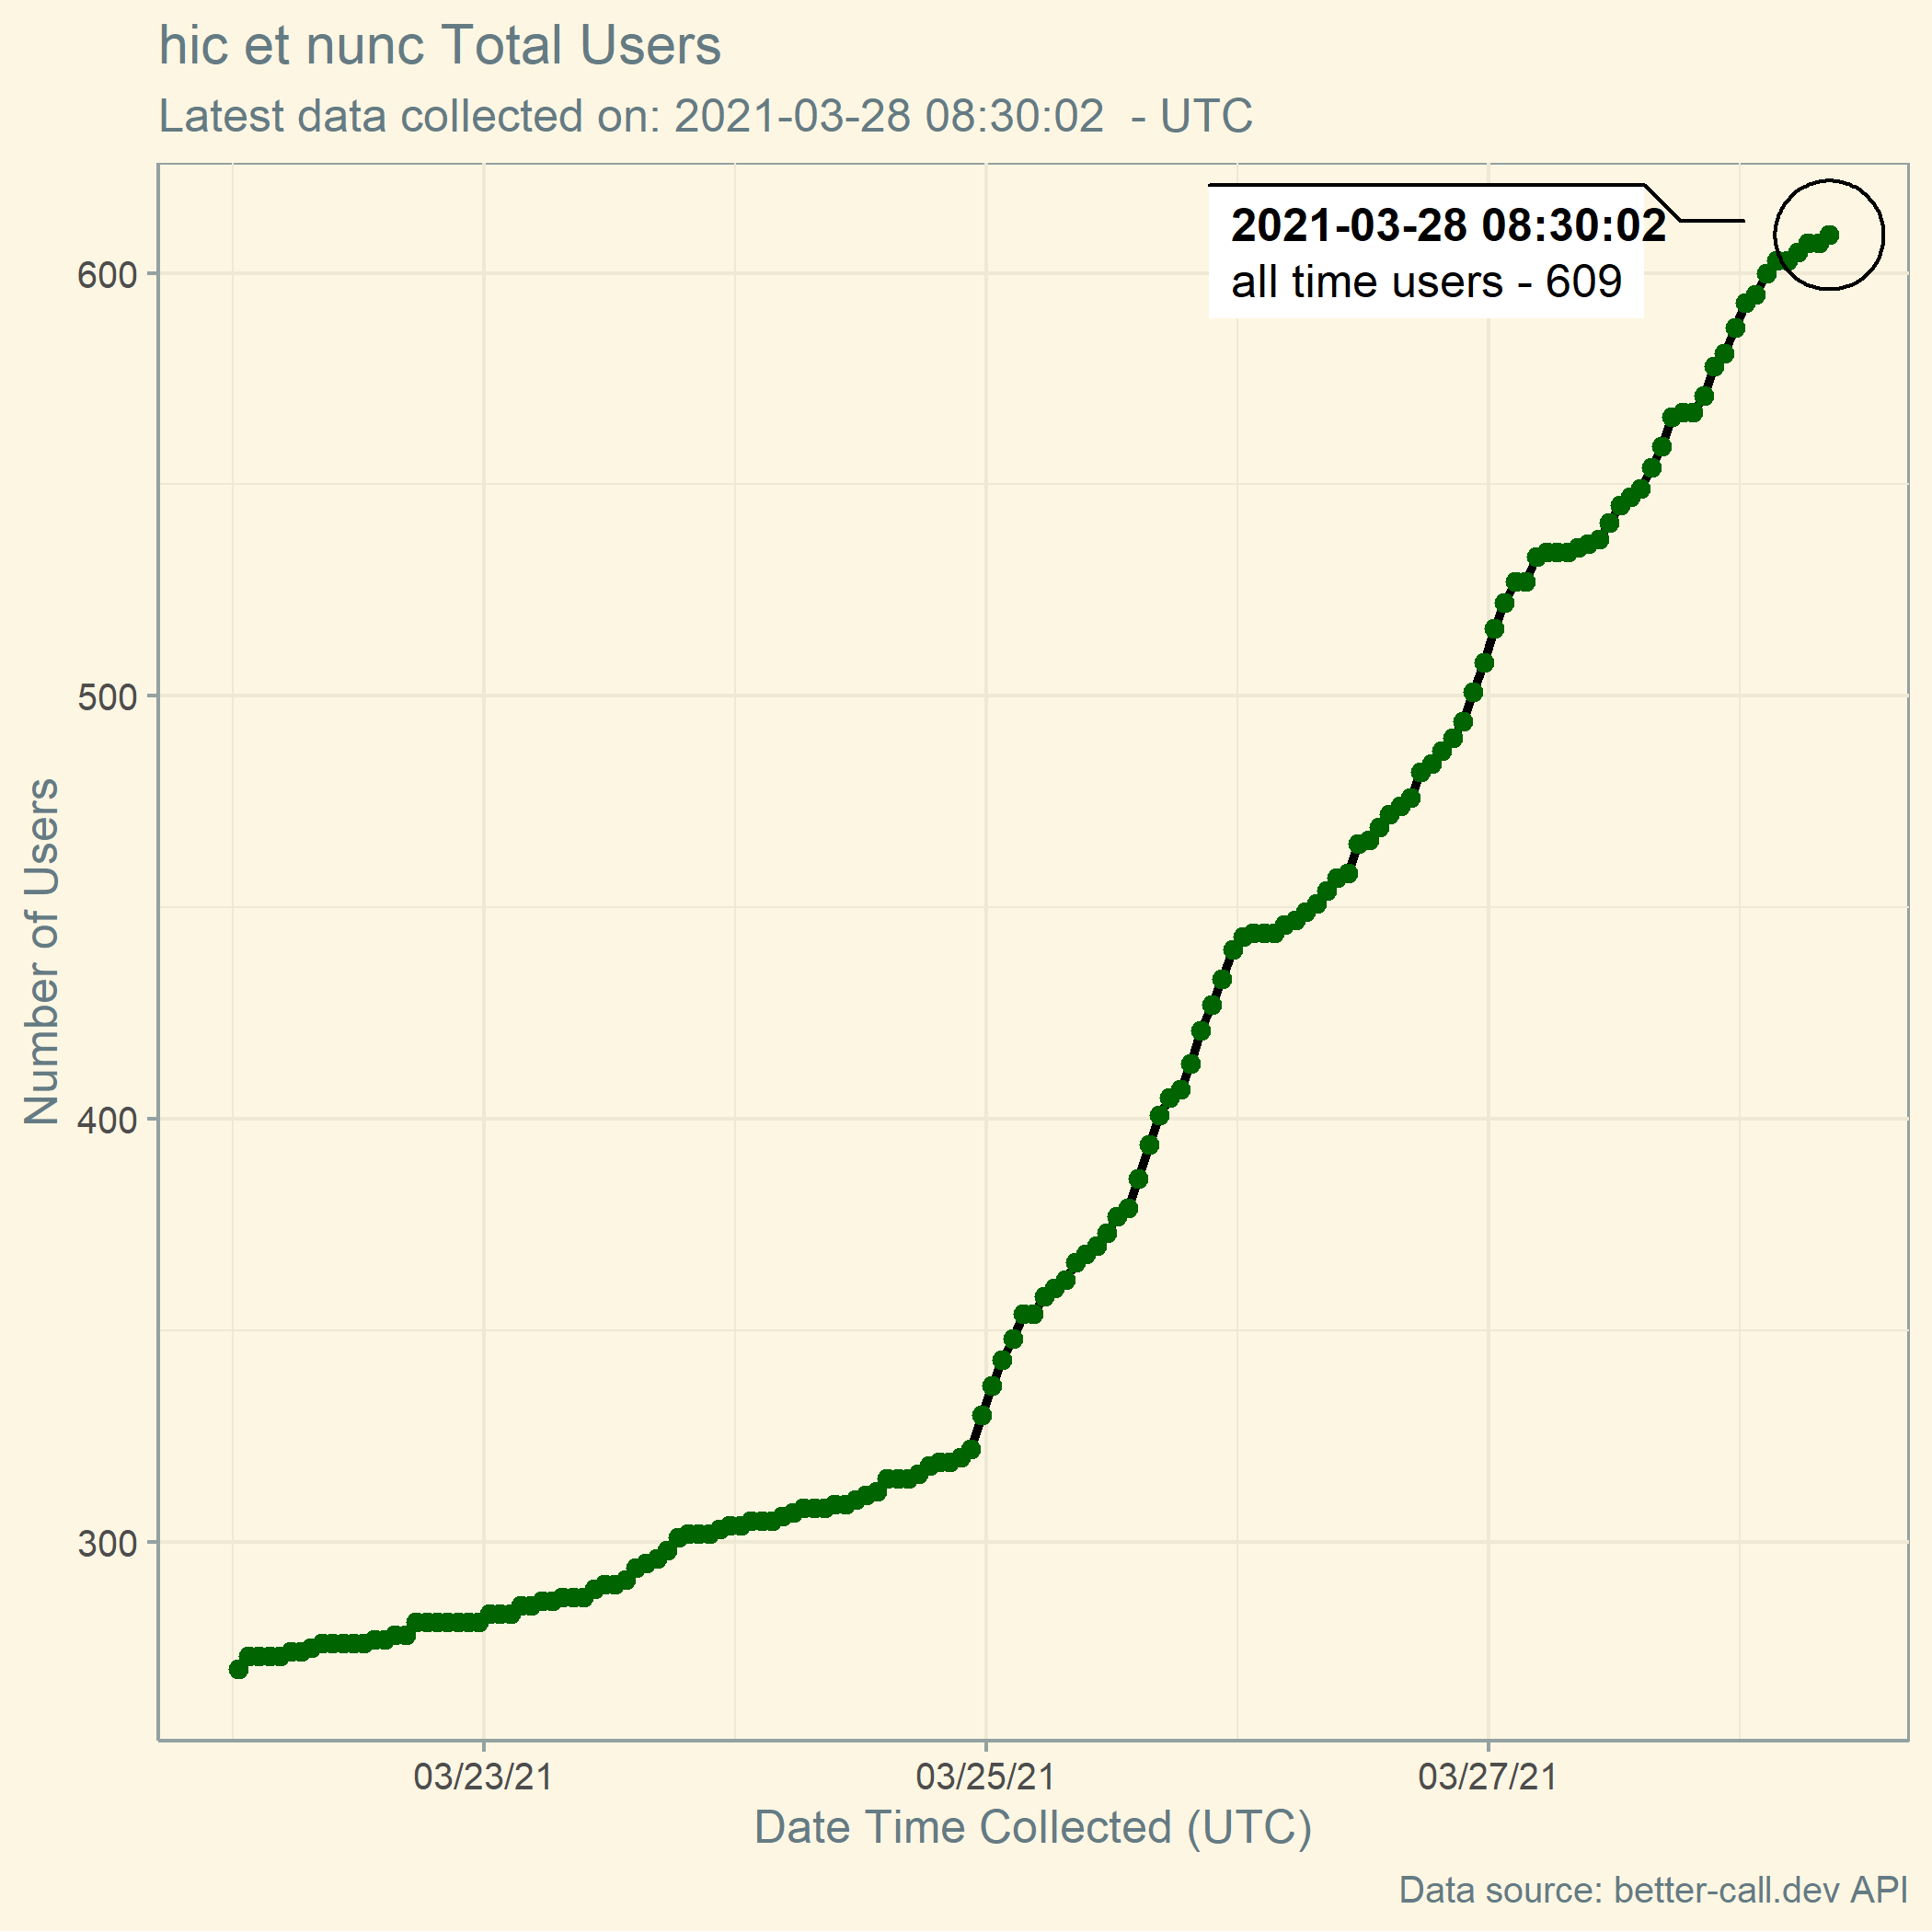 hic et nunc Total Users
Latest data collected on: 2021-03-28 08:30:02  - UTC
2021-03-28 08:30:02
all time users - 609
600
500
400
300
Number of Users
03/23/21
03/25/21
03/27/21
Date Time Collected (UTC)
Data source: better-call.dev API